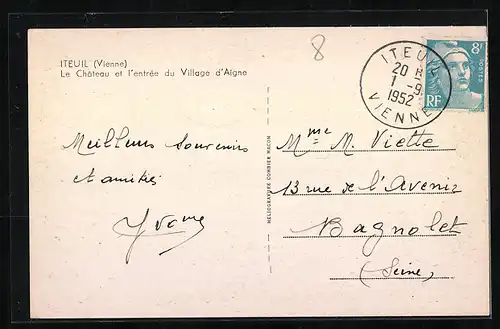 ITEUIL (Vienne)
Le Château et l'entrée du Village d'Aigne
8
ITEUIL
20 H
1 -9
1952
VIENNE
8F
POSTES
RF
Meilleurs souvenirs
et amitiés
Yvonne
HÉLIOGRAVURE COMBIER MACON
Mme M. Viette
13 rue de l'Avenir
Bagnolet
(Seine)